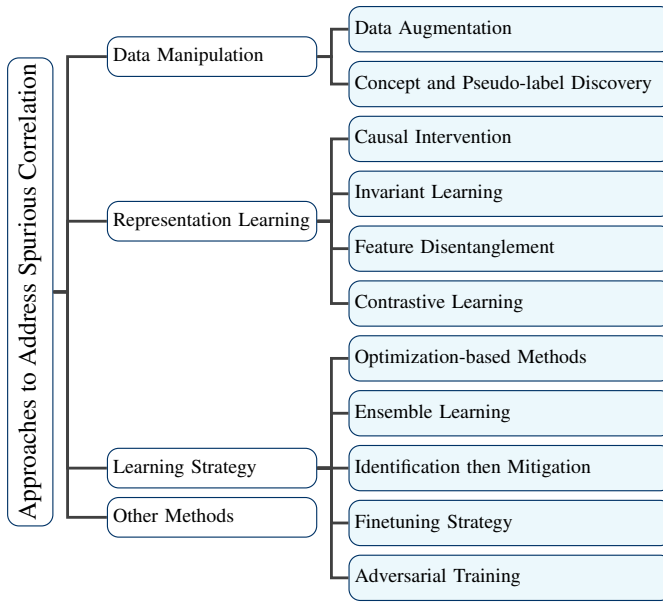 Approaches to Address Spurious Correlation
Data Manipulation
Data Augmentation
Concept and Pseudo-label Discovery
Representation Learning
Causal Intervention
Invariant Learning
Feature Disentanglement
Contrastive Learning
Learning Strategy
Optimization-based Methods
Ensemble Learning
Identification then Mitigation
Finetuning Strategy
Adversarial Training
Other Methods